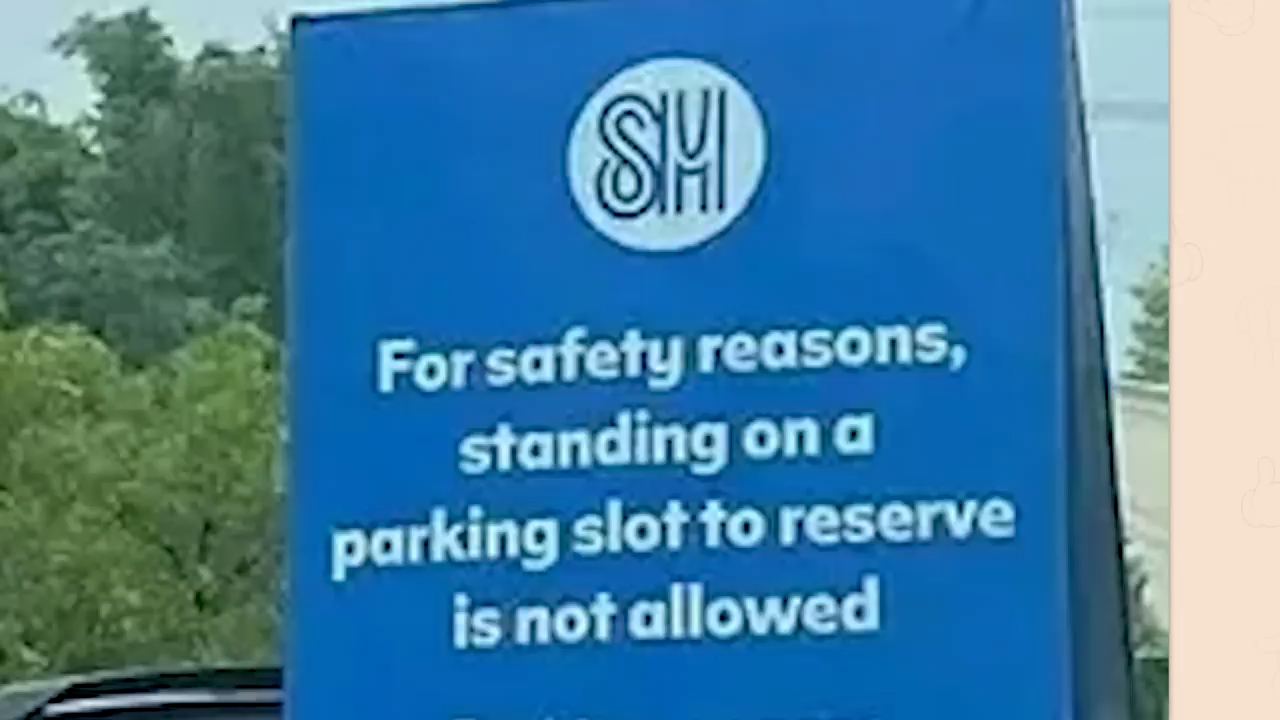 SM
For safety reasons,
standing on a
parking slot to reserve
is not allowed